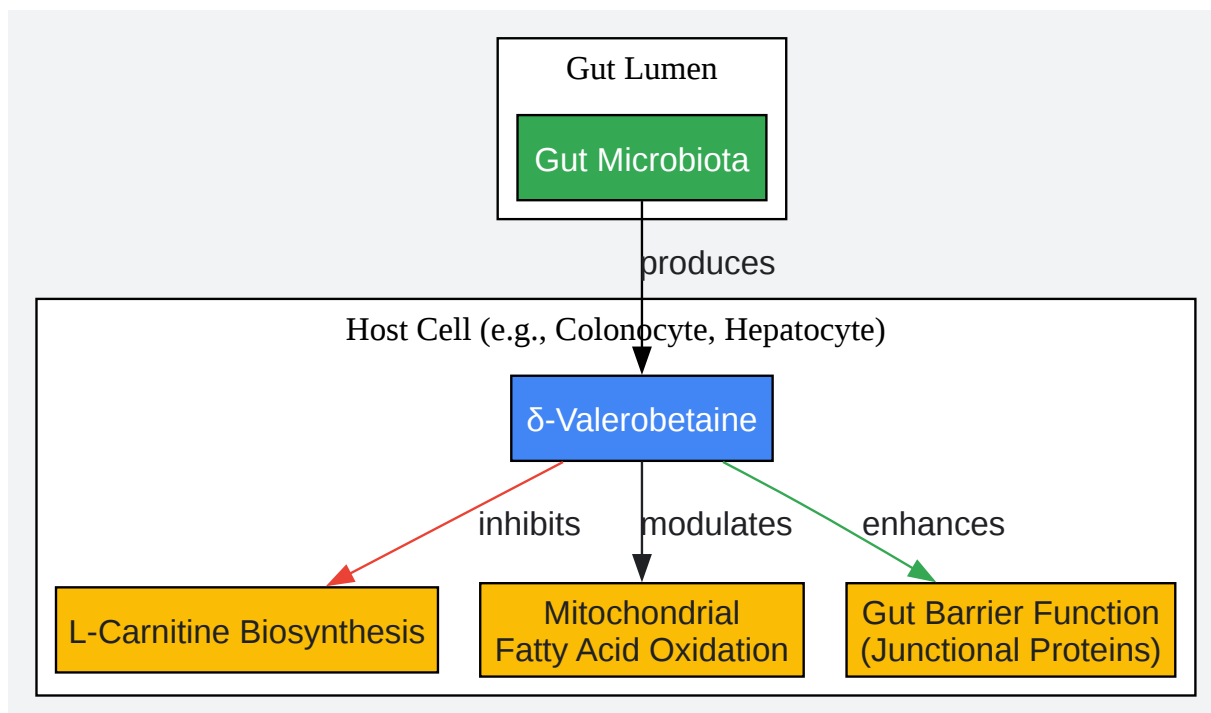 Gut Lumen
Gut Microbiota
produces
Host Cell (e.g., Colonocyte, Hepatocyte)
δ-Valerobetaine
inhibits
modulates
enhances
L-Carnitine Biosynthesis
Mitochondrial
Fatty Acid Oxidation
Gut Barrier Function
(Junctional Proteins)